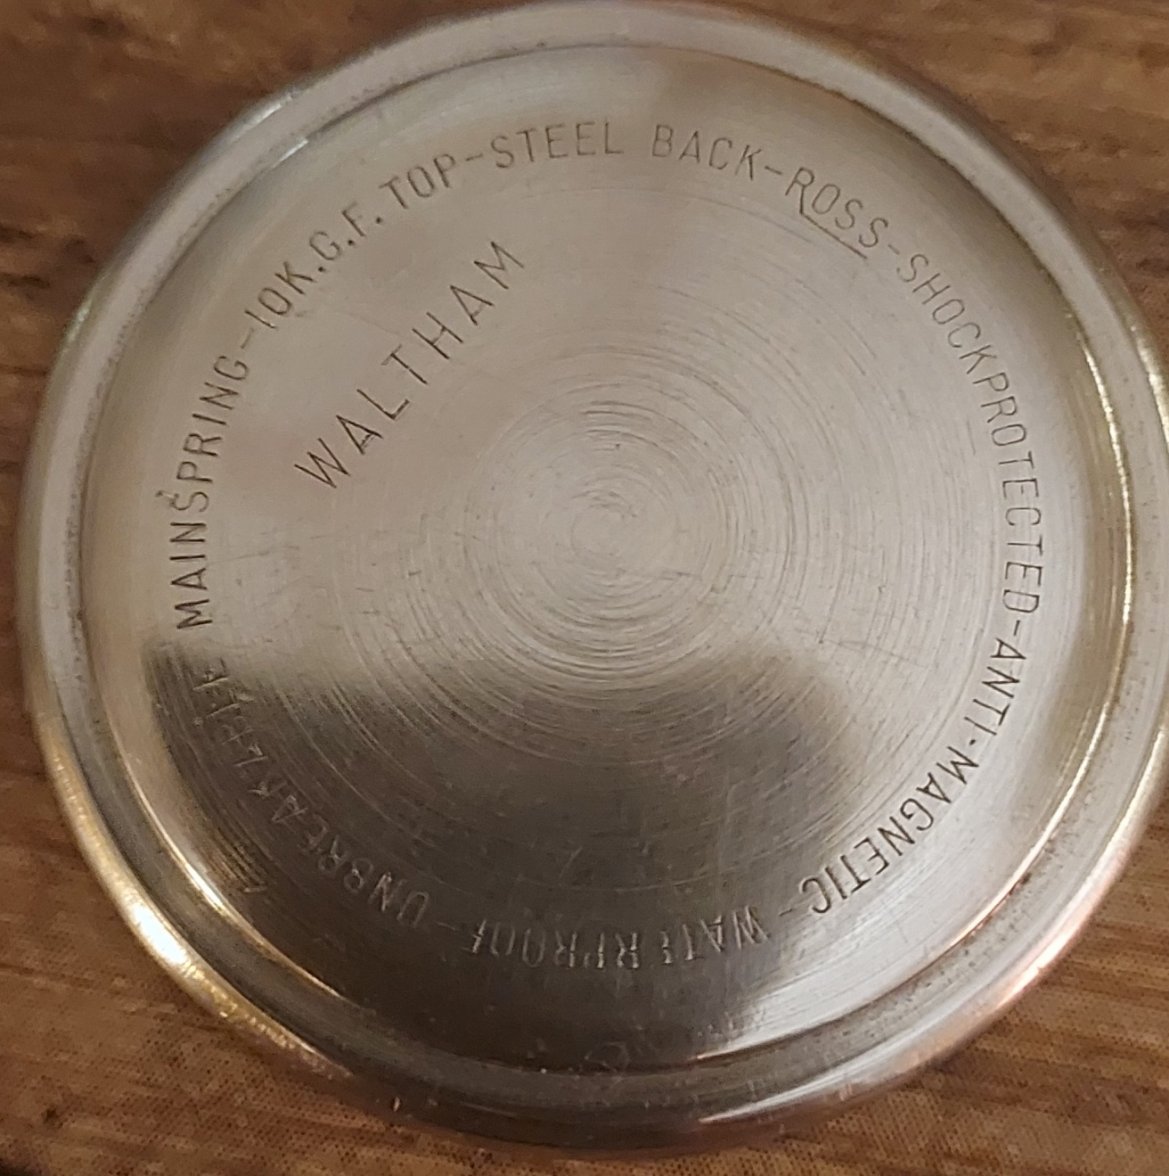 10K.G.F. TOP-STEEL BACK-ROSS-SHOCKPROTECTED-ANTI-MAGNETIC-WATERPROOF-UNBREAKABLE MAINSPRING-
WALTHAM